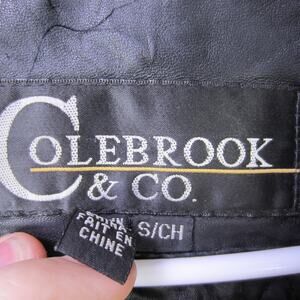 COLEBROOK
& CO.
S/CH
FAIT EN
CHINE